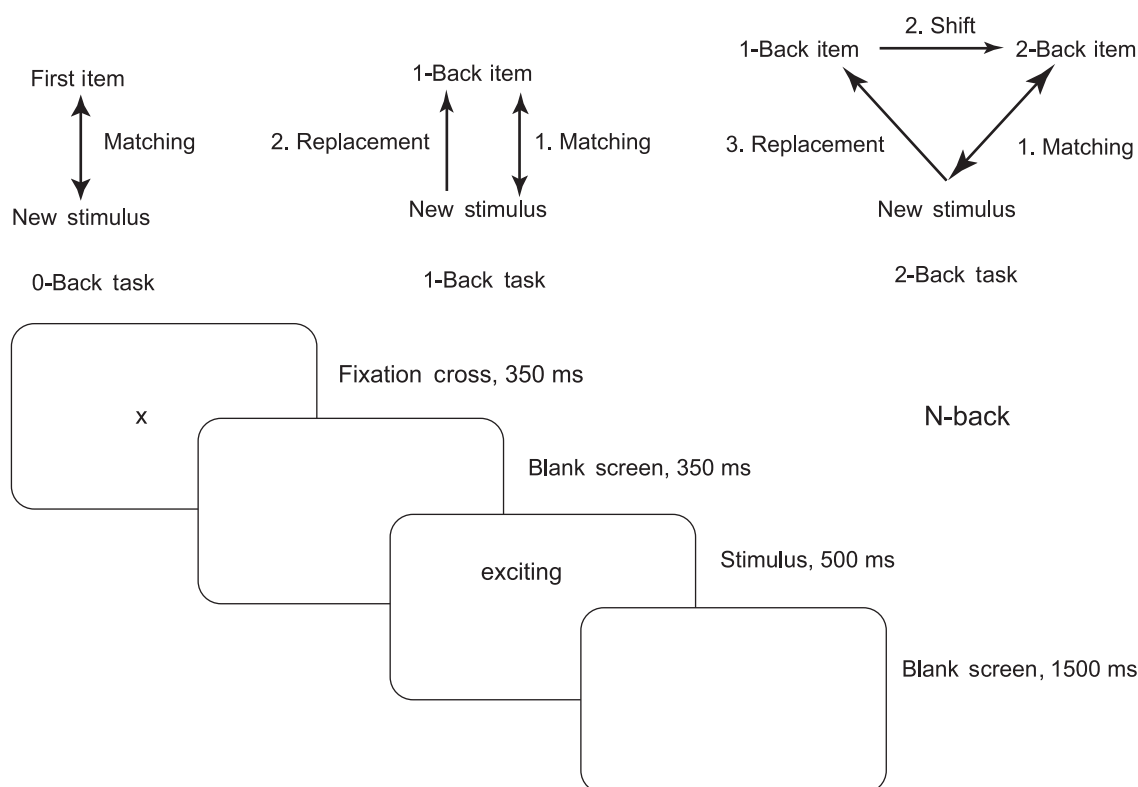 First item
Matching
New stimulus
0-Back task
1-Back item
2. Replacement
1. Matching
New stimulus
1-Back task
2. Shift
1-Back item
2-Back item
3. Replacement
1. Matching
New stimulus
2-Back task
x
Fixation cross, 350 ms
N-back
Blank screen, 350 ms
exciting
Stimulus, 500 ms
Blank screen, 1500 ms